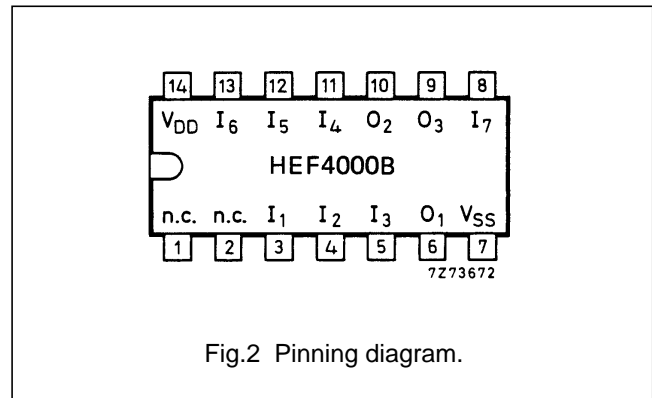 14 13 12 11 10 9 8
VDD I6 I5 I4 O2 O3 I7
HEF4000B
n.c. n.c. I1 I2 I3 O1 VSS
1 2 3 4 5 6 7
7Z73672
Fig.2 Pinning diagram.